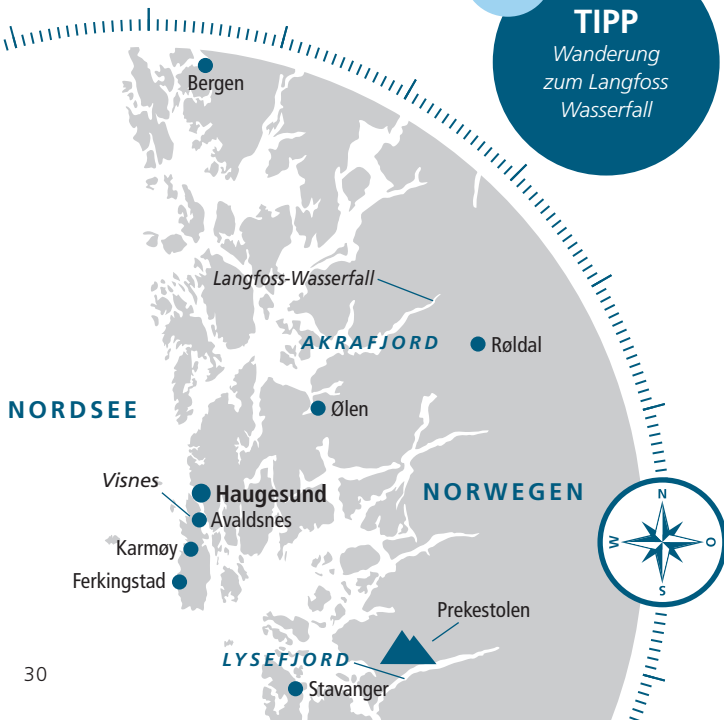 TIPP
Wanderung
zum Langfoss
Wasserfall
Bergen
Langfoss-Wasserfall
AKRAFJORD
Røldal
NORDSEE
Ølen
Visnes
Haugesund
NORWEGEN
Avaldsnes
Karmøy
Ferkingstad
N
W
O
S
Prekestolen
LYSEFJORD
Stavanger
30